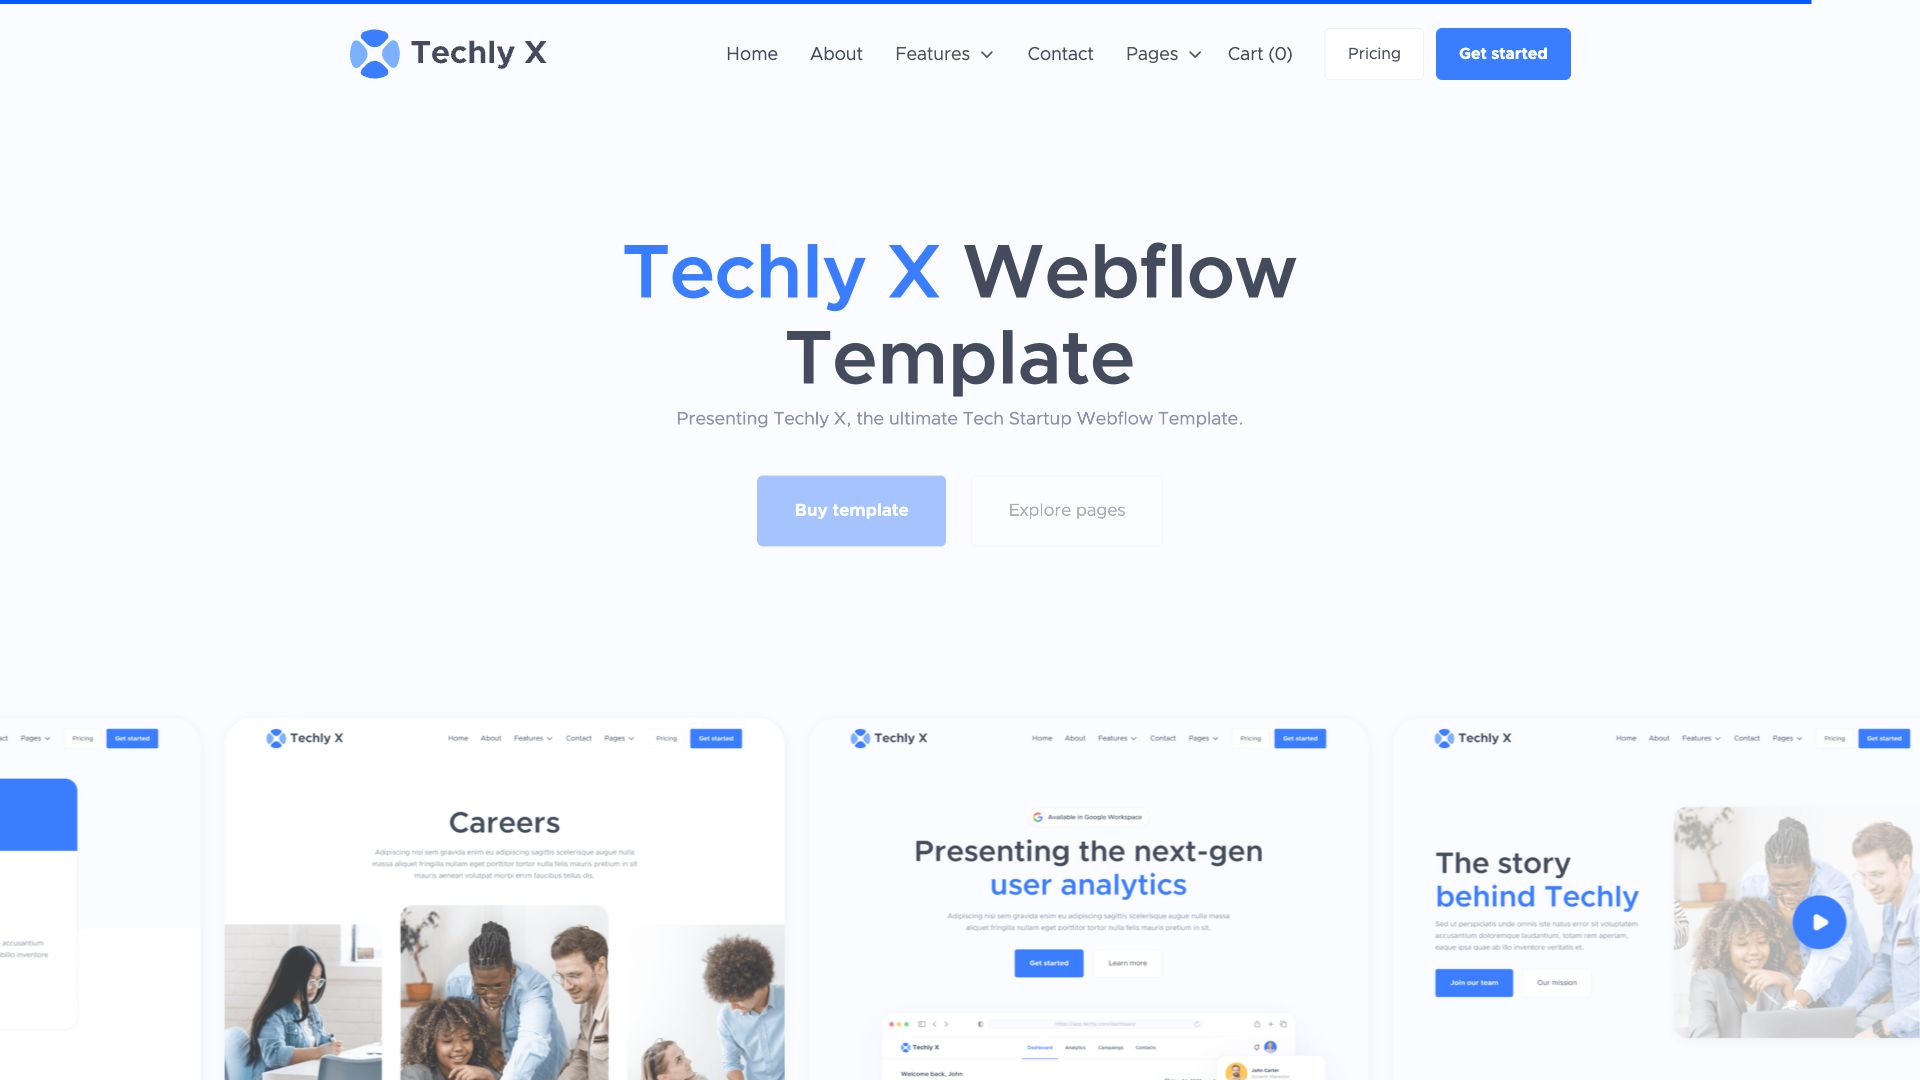 Techly X
Home About Features Contact Pages Cart (0) Pricing Get started
Techly X Webflow
Template
Presenting Techly X, the ultimate Tech Startup Webflow Template.
Buy template Explore pages
Pages Pricing Get started
accusantium
inventore
Techly X Home About Features Contact Pages Pricing Get started
Careers
Adipiscing nisi sem gravida enim eu adipiscing sagittis scelerisque augue nulla
massa aliquet fringilla nullam eget porttitor tortor nulla felis mauris pretium in sit
mauris aenean volutpat morbi enim faucibus tellus dis.
Techly X Home About Features Contact Pages Pricing Get started
Available in Google Workspace
Presenting the next-gen
user analytics
Adipiscing nisi sem gravida enim eu adipiscing sagittis scelerisque augue nulla massa
aliquet fringilla nullam eget porttitor tortor nulla felis mauris pretium in sit.
Get started Learn more
https://app.techly.com/dashboard
Techly X Dashboard Analytics Campaings Contacts
Welcome back, John
John Carter
Techly X Home About Features Contact Pages Pricing Get started
The story
behind Techly
Sed ut perspiciatis unde omnis iste natus error sit voluptatem
accusantium doloremque laudantium, totam rem aperiam,
eaque ipsa quae ab illo inventore veritatis et.
Join our team Our mission